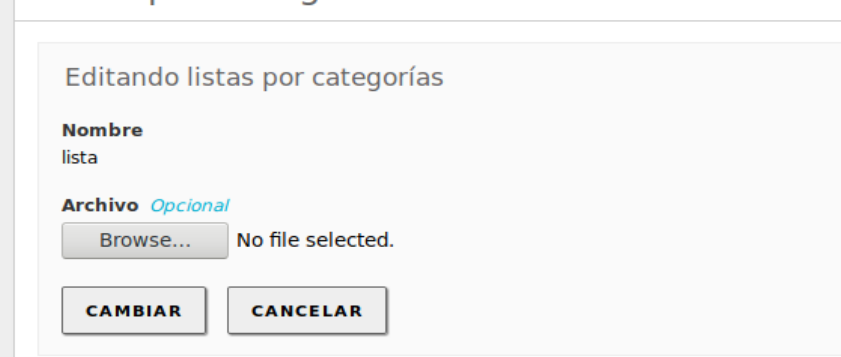 Editando listas por categorías
Nombre
lista
Archivo Opcional
Browse... No file selected.
CAMBIAR CANCELAR